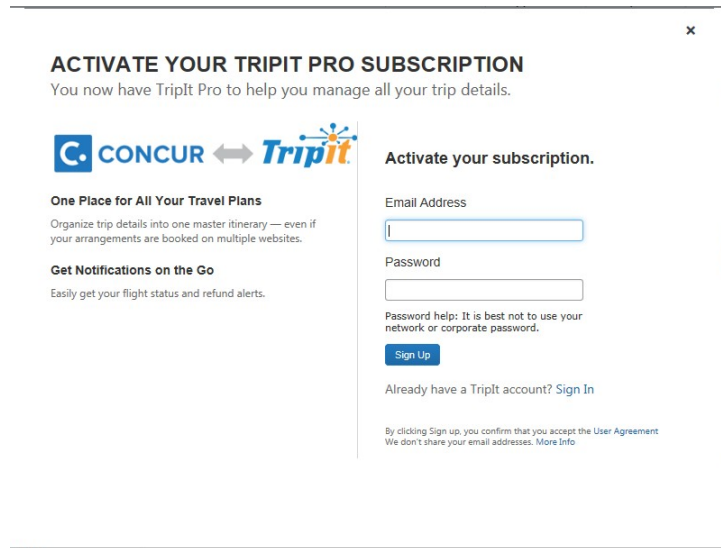 ×
ACTIVATE YOUR TRIPIT PRO SUBSCRIPTION
You now have TripIt Pro to help you manage all your trip details.
C. CONCUR TripIt
One Place for All Your Travel Plans
Organize trip details into one master itinerary — even if
your arrangements are booked on multiple websites.
Get Notifications on the Go
Easily get your flight status and refund alerts.
Activate your subscription.
Email Address
Password
Password help: It is best not to use your
network or corporate password.
Sign Up
Already have a TripIt account? Sign In
By clicking Sign up, you confirm that you accept the User Agreement
We don't share your email addresses. More Info